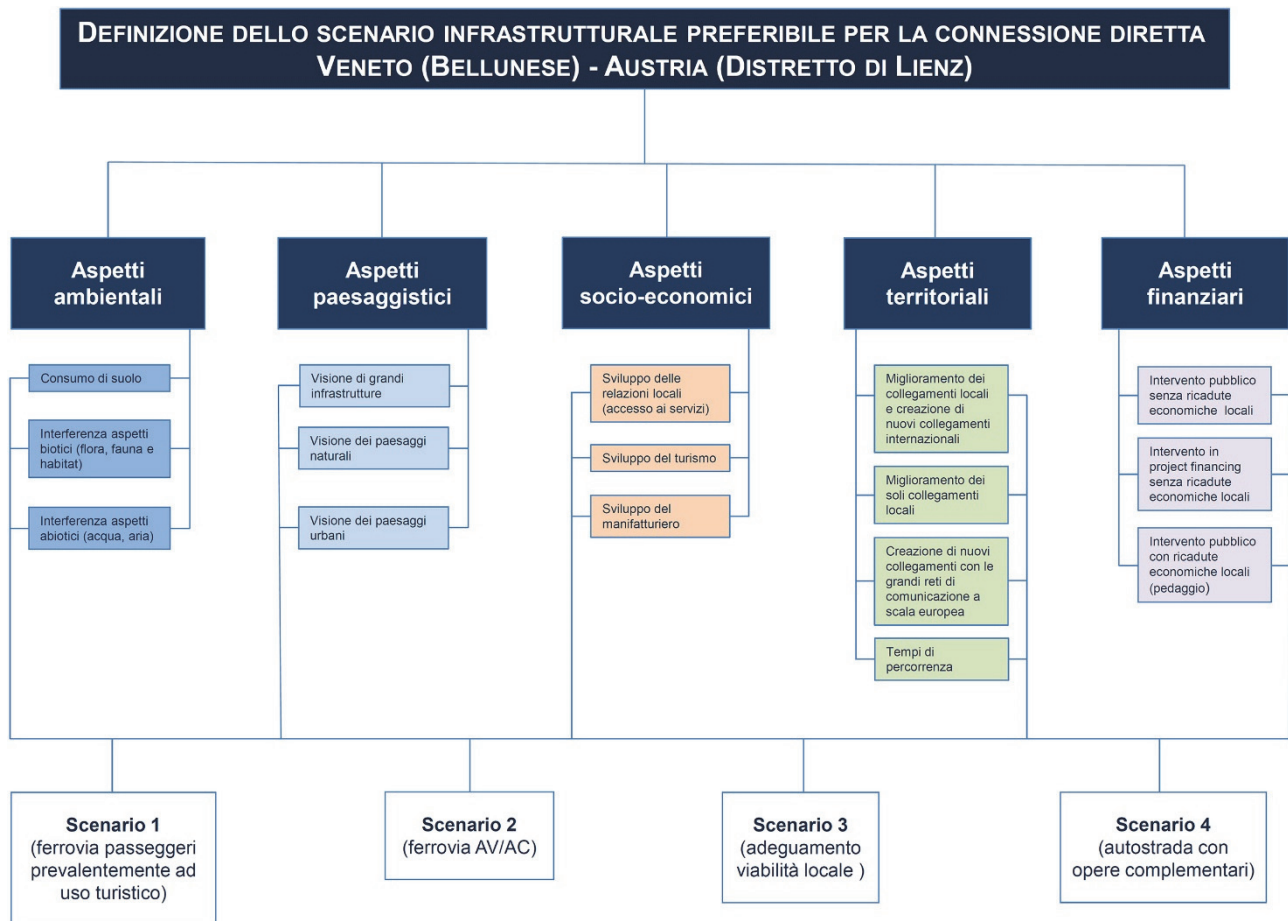 DEFINIZIONE DELLO SCENARIO INFRASTRUTTURALE PREFERIBILE PER LA CONNESSIONE DIRETTA
VENETO (BELLUNESE) - AUSTRIA (DISTRETTO DI LIENZ)
Aspetti
ambientali
Consumo di suolo
Interferenza aspetti
biotici (flora, fauna e
habitat)
Interferenza aspetti
abiotici (acqua, aria)
Aspetti
paesaggistici
Visione di grandi
infrastrutture
Visione dei paesaggi
naturali
Visione dei paesaggi
urbani
Aspetti
socio-economici
Sviluppo delle
relazioni locali
(accesso ai servizi)
Sviluppo del turismo
Sviluppo del
manifatturiero
Aspetti
territoriali
Miglioramento dei
collegamenti locali
e creazione di
nuovi collegamenti
internazionali
Miglioramento dei
soli collegamenti
locali
Creazione di nuovi
collegamenti con le
grandi reti di
comunicazione a
scala europea
Tempi di
percorrenza
Aspetti
finanziari
Intervento pubblico
senza ricadute
economiche locali
Intervento in
project financing
senza ricadute
economiche locali
Intervento pubblico
con ricadute
economiche locali
(pedaggio)
Scenario 1
(ferrovia passeggeri
prevalentemente ad
uso turistico)
Scenario 2
(ferrovia AV/AC)
Scenario 3
(adeguamento
viabilità locale )
Scenario 4
(autostrada con
opere complementari)